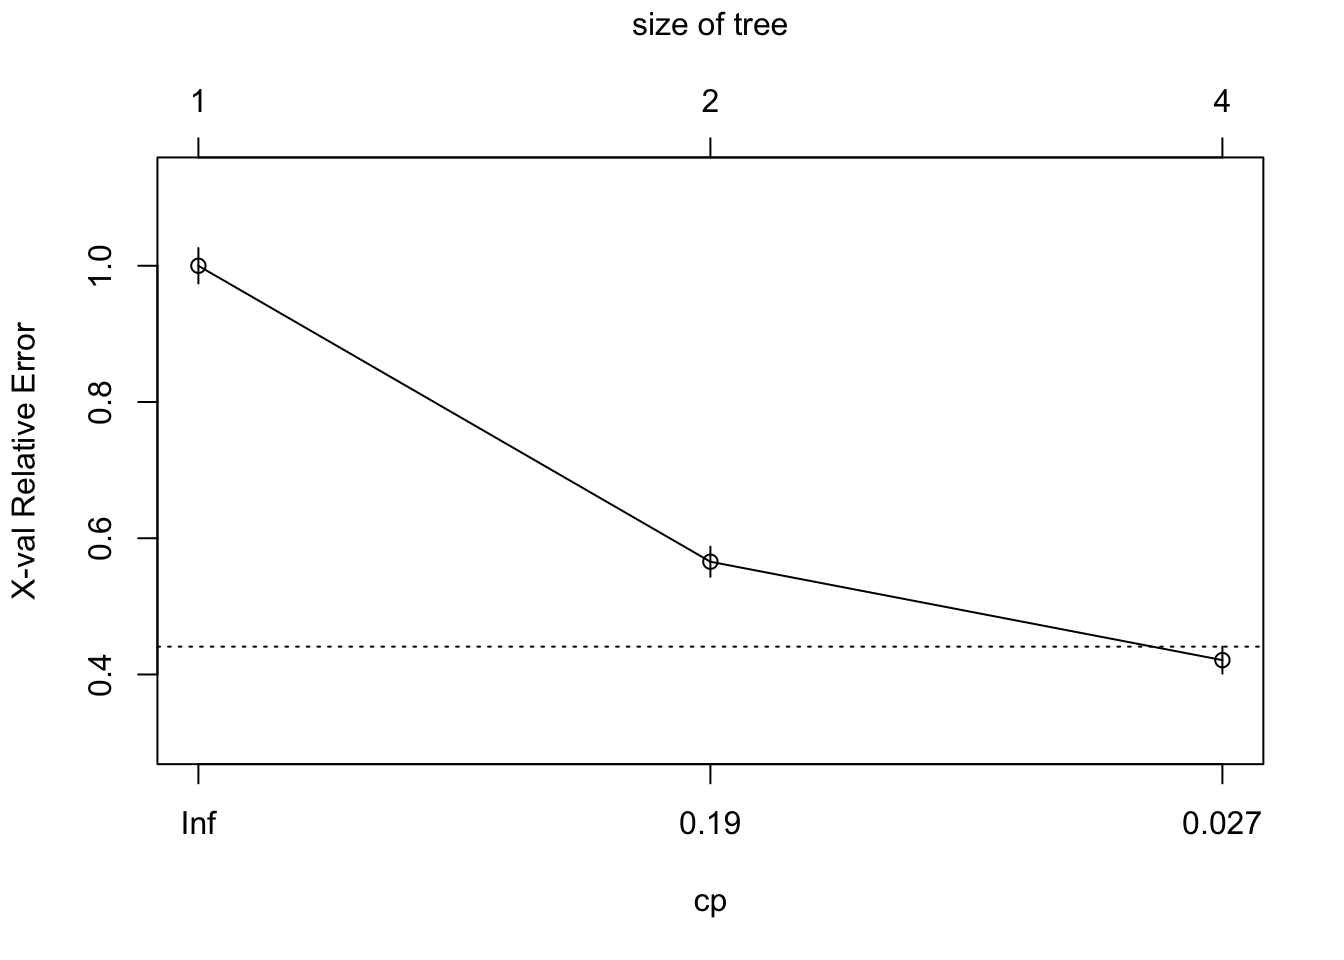 size of tree
1 2 4
1.0
0.8
0.6
0.4
X-val Relative Error
Inf 0.19 0.027
cp